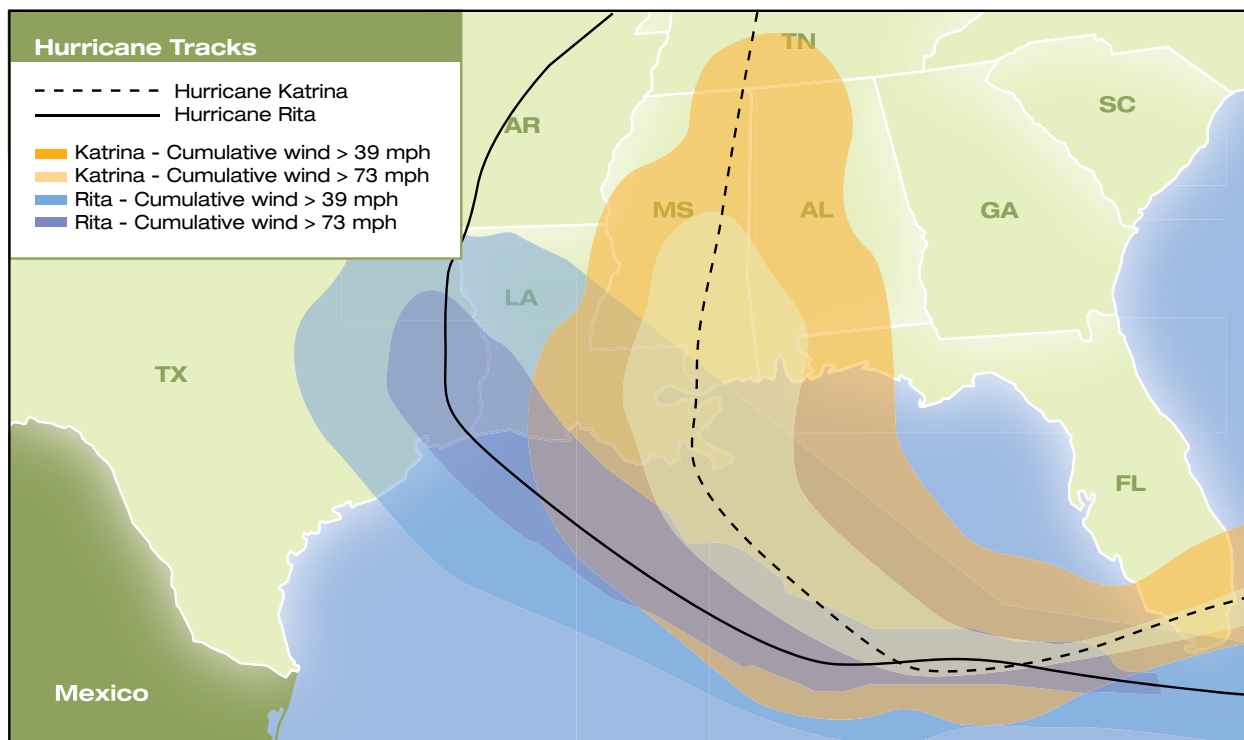 Hurricane Tracks
Hurricane Katrina
Hurricane Rita
Katrina - Cumulative wind > 39 mph
Katrina - Cumulative wind > 73 mph
Rita - Cumulative wind > 39 mph
Rita - Cumulative wind > 73 mph
TN
SC
AR
MS
AL
GA
LA
TX
FL
Mexico